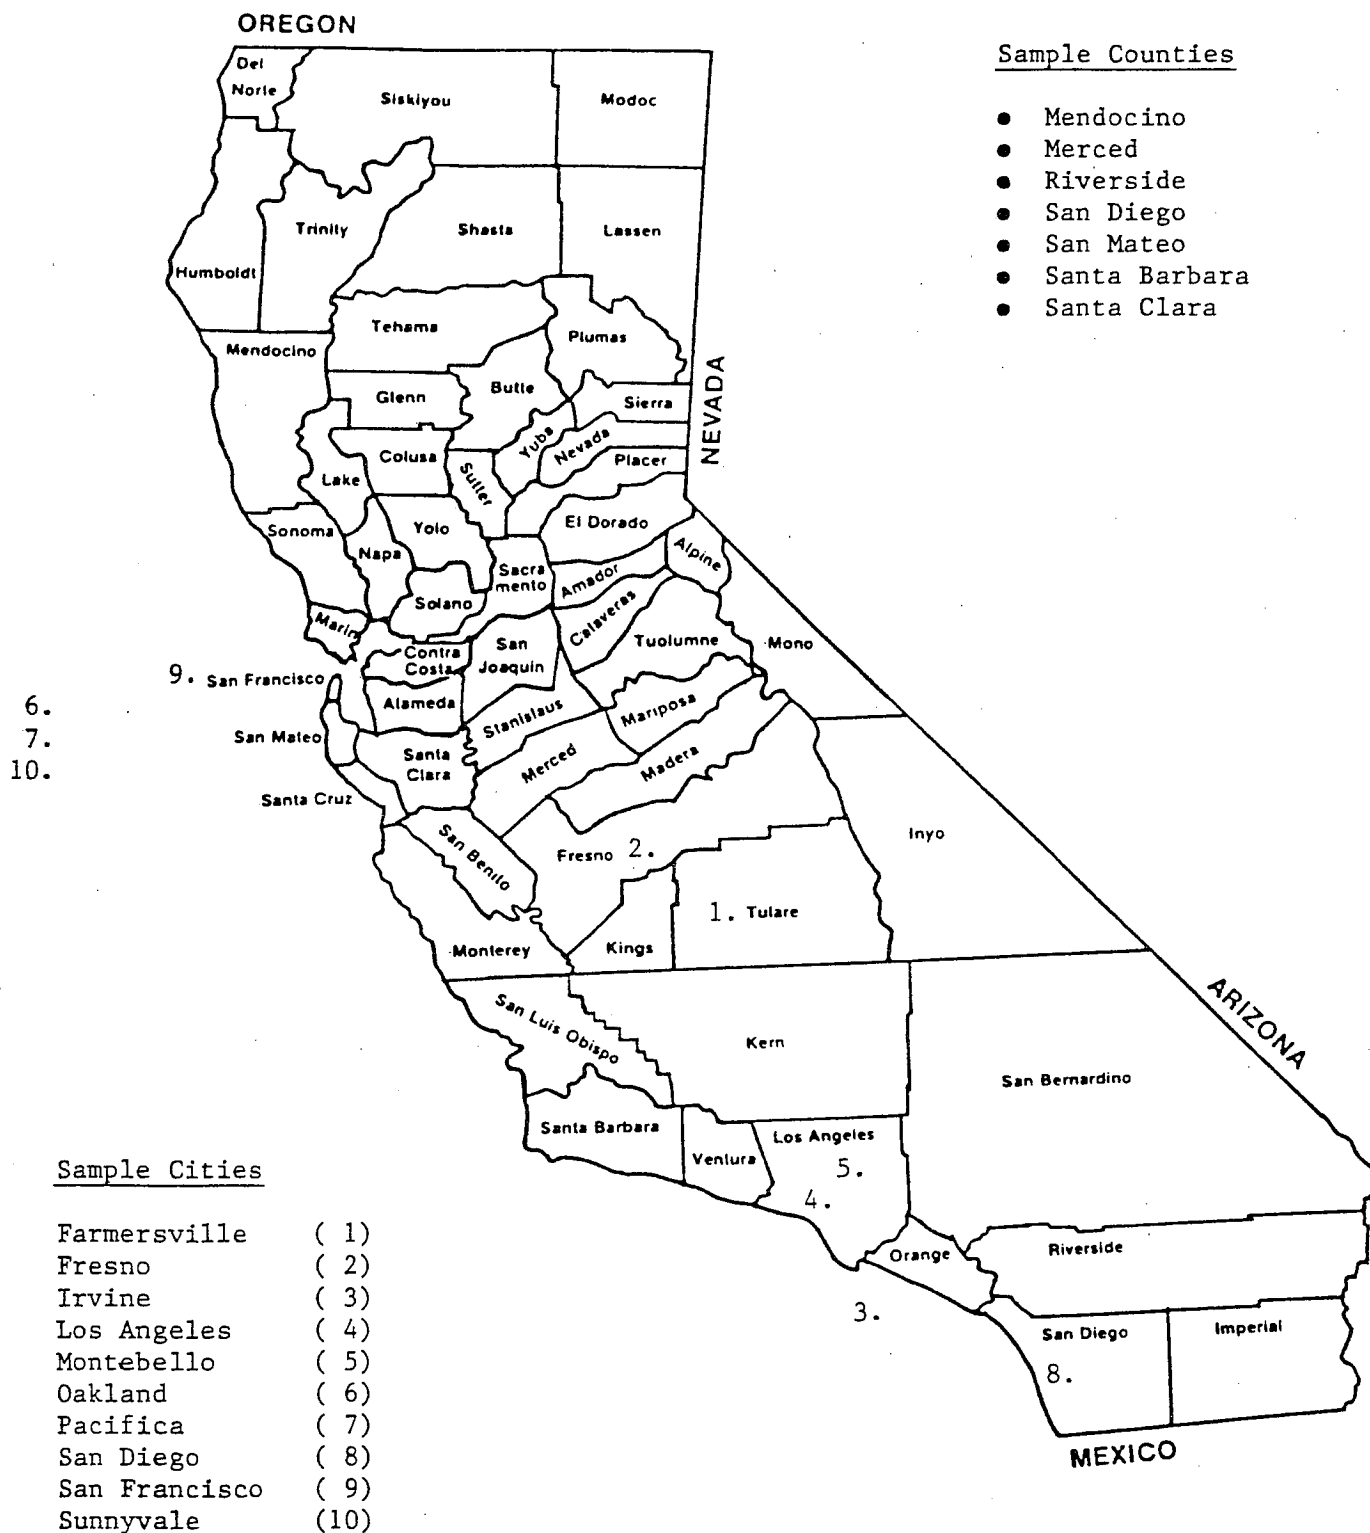 OREGON
Sample Counties
• Mendocino
• Merced
• Riverside
• San Diego
• San Mateo
• Santa Barbara
• Santa Clara
Del
Norte
Siskiyou
Modoc
Trinity
Shasta
Lassen
Humboldt
Tehama
Plumas
Mendocino
NEVADA
Glenn
Butte
Sierra
Yuba
Nevada
Colusa
Placer
Lake
Sutter
Sonoma
Yolo
El Dorado
Napa
Alpine
Sacra
mento
Amador
Solano
Calaveras
Marin
Contra
Costa
San
Joaquin
Tuolumne
Mono
9. San Francisco
Alameda
6.
7.
10.
Stanislaus
Mariposa
San Mateo
Santa
Clara
Merced
Madera
Santa Cruz
San Benito
Fresno 2.
Inyo
1. Tulare
Monterey
Kings
San Luis Obispo
Kern
ARIZONA
San Bernardino
Santa Barbara
Ventura
Los Angeles
5.
4.
Orange
Riverside
3.
San Diego
Imperial
8.
MEXICO
Sample Cities
Farmersville ( 1)
Fresno ( 2)
Irvine ( 3)
Los Angeles ( 4)
Montebello ( 5)
Oakland ( 6)
Pacifica ( 7)
San Diego ( 8)
San Francisco ( 9)
Sunnyvale (10)